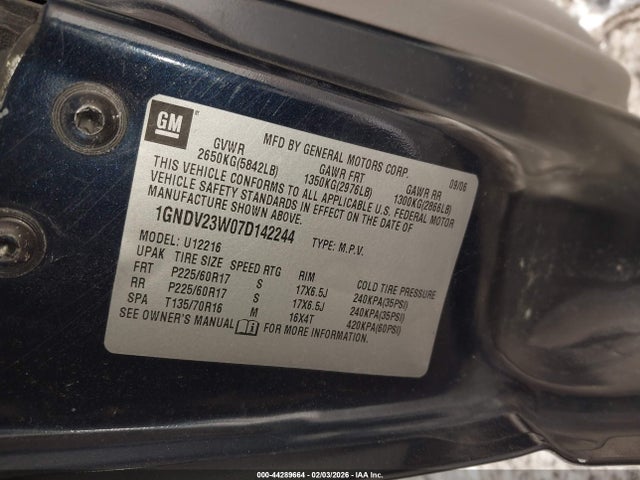 GM
MFD BY GENERAL MOTORS CORP.
GVWR GAWR FRT GAWR RR 09/06
2650KG(5842LB) 1350KG(2976LB) 1300KG(2866LB)
THIS VEHICLE CONFORMS TO ALL APPLICABLE U.S. FEDERAL MOTOR
VEHICLE SAFETY STANDARDS IN EFFECT ON THE DATE OF
MANUFACTURE SHOWN ABOVE.
1GNDV23W07D142244 TYPE: M.P.V.
MODEL: U12216
UPAK TIRE SIZE SPEED RTG RIM COLD TIRE PRESSURE
FRT P225/60R17 S 17X6.5J 240KPA(35PSI)
RR P225/60R17 S 17X6.5J 240KPA(35PSI)
SPA T135/70R16 M 16X4T 420KPA(60PSI)
SEE OWNER'S MANUAL FOR MORE INFORMATION.
000-44289664 - 02/03/2026 - IAA Inc.